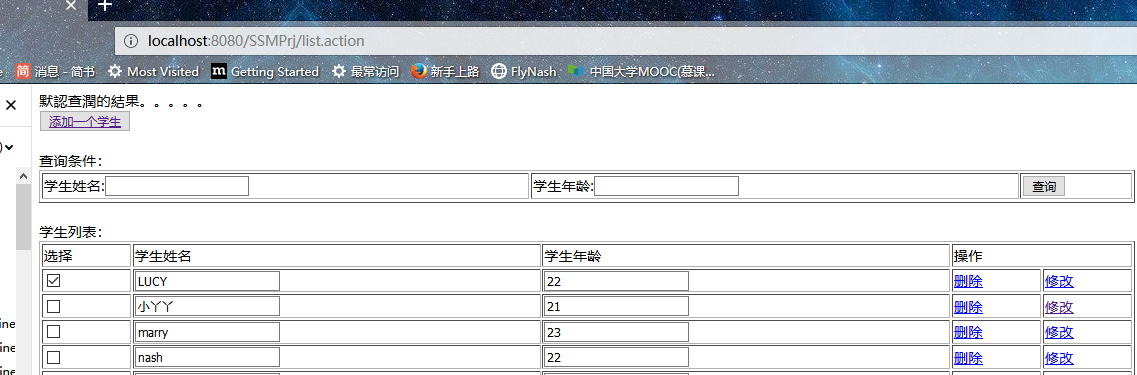 localhost:8080/SSMPrj/list.action
简 消息 - 简书 Most Visited m Getting Started 最常访问 新手上路 FlyNash 中国大学MOOC(慕课...
默認查潤的結果。。。。。
添加一个学生
查询条件：
学生姓名: 学生年龄: 查询
学生列表：
选择 学生姓名 学生年龄 操作
LUCY 22 删除 修改
小丫丫 21 删除 修改
marry 23 删除 修改
nash 22 删除 修改
ine
ine
ine